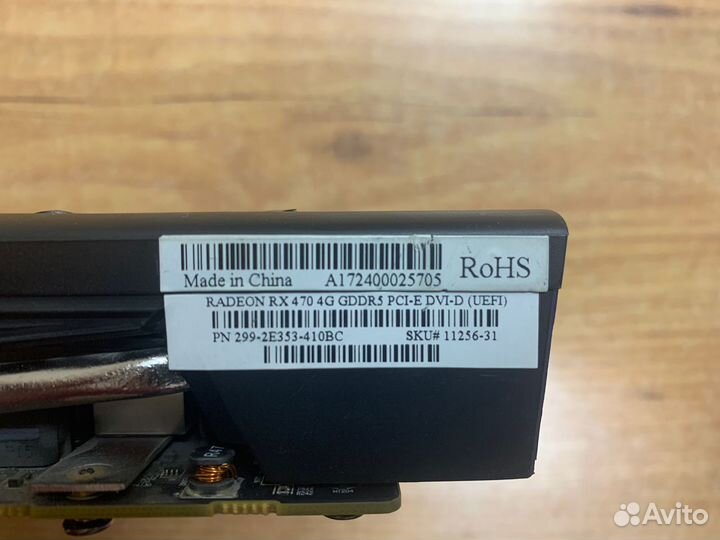 Made in China A172400025705 RoHS
RADEON RX 470 4G GDDR5 PCI-E DVI-D (UEFI)
PN 299-2E353-410BC SKU# 11256-31
Avito